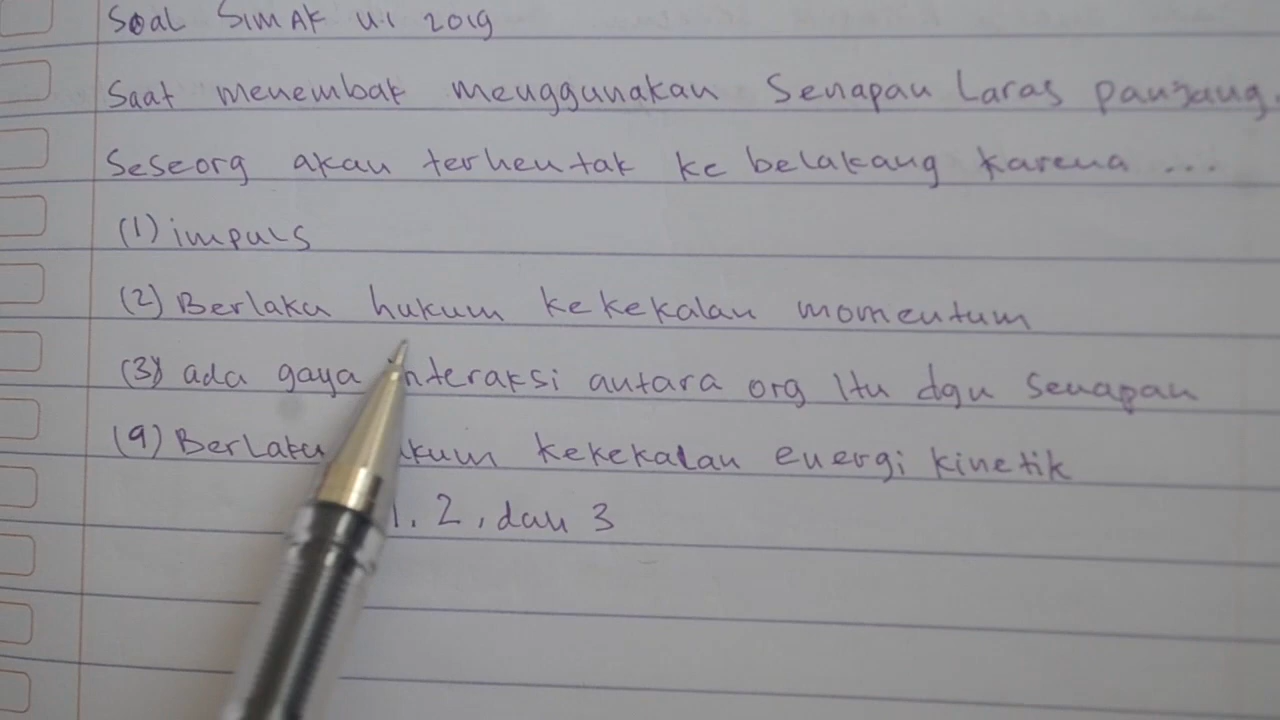 Soal SIMAK UI 2019
Saat menembak menggunakan Senapan Laras panjang,
Seseorg akan terhentak ke belakang karena ...
(1) impuls
(2) Berlaku hukum kekekalan momentum
(3) ada gaya interaksi antara org Itu dgn Senapan
(4) Berlaku hukum kekekalan energi kinetik
1, 2, dan 3